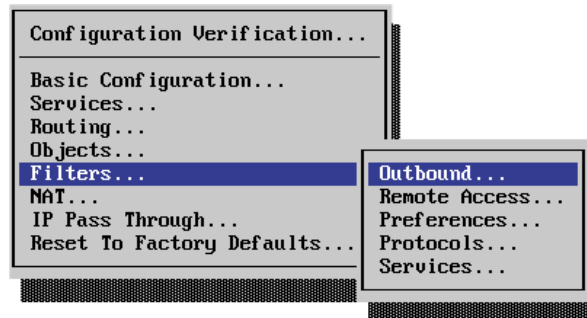 Configuration Verification...
Basic Configuration...
Services...
Routing...
Objects...
Filters...
NAT...
IP Pass Through...
Reset To Factory Defaults...
Outbound...
Remote Access...
Preferences...
Protocols...
Services...